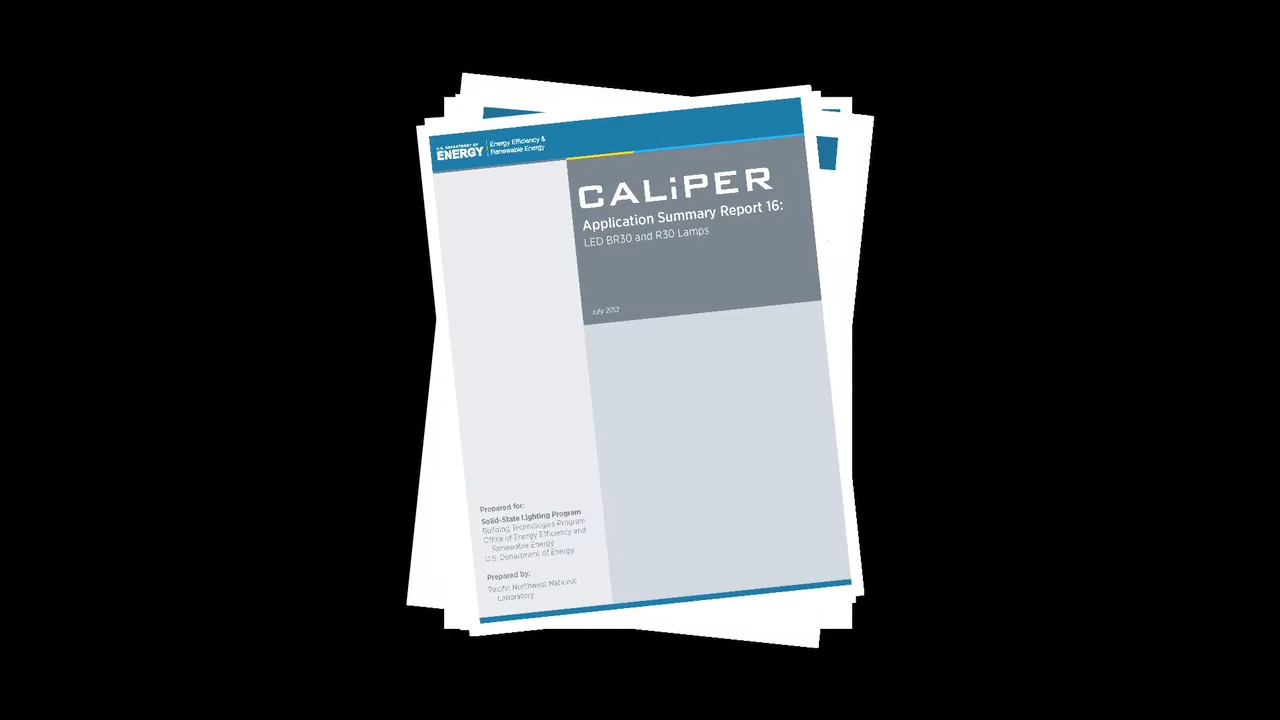 U.S. DEPARTMENT OF
ENERGY
Energy Efficiency &
Renewable Energy
CALiPER
Application Summary Report 16:
LED BR30 and R30 Lamps
July 2012
Prepared for:
Solid-State Lighting Program
Building Technologies Program
Office of Energy Efficiency and
Renewable Energy
U.S. Department of Energy
Prepared by:
Pacific Northwest National
Laboratory